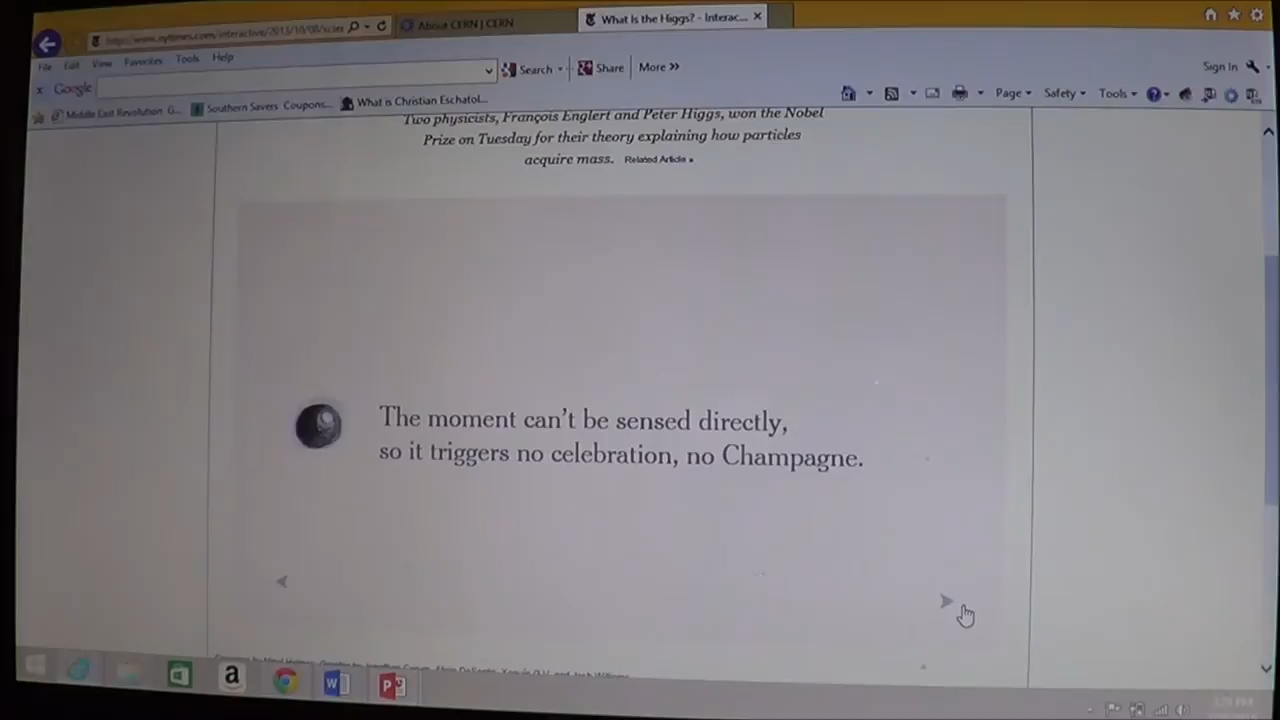 About CERN | CERN
What Is the Higgs? - Interac...
File Edit View Favorites Tools Help
Google
Search
Share
More »
Sign In
Middle East Revolution G...
Southern Savers Coupons...
What is Christian Eschatol...
Page
Safety
Tools
Two physicists, François Englert and Peter Higgs, won the Nobel
Prize on Tuesday for their theory explaining how particles
acquire mass. Related Article »
The moment can't be sensed directly,
so it triggers no celebration, no Champagne.